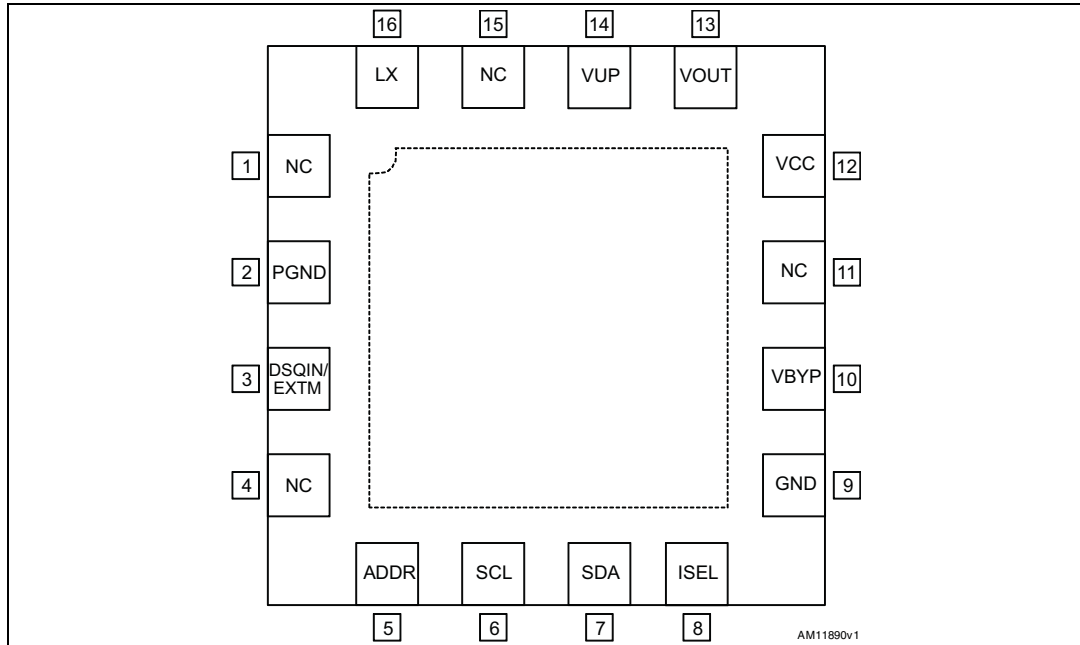 16 15 14 13
LX NC VUP VOUT
1 NC VCC 12
2 PGND NC 11
3 DSQIN/
EXTM VBYP 10
4 NC GND 9
ADDR SCL SDA ISEL
5 6 7 8
AM11890v1